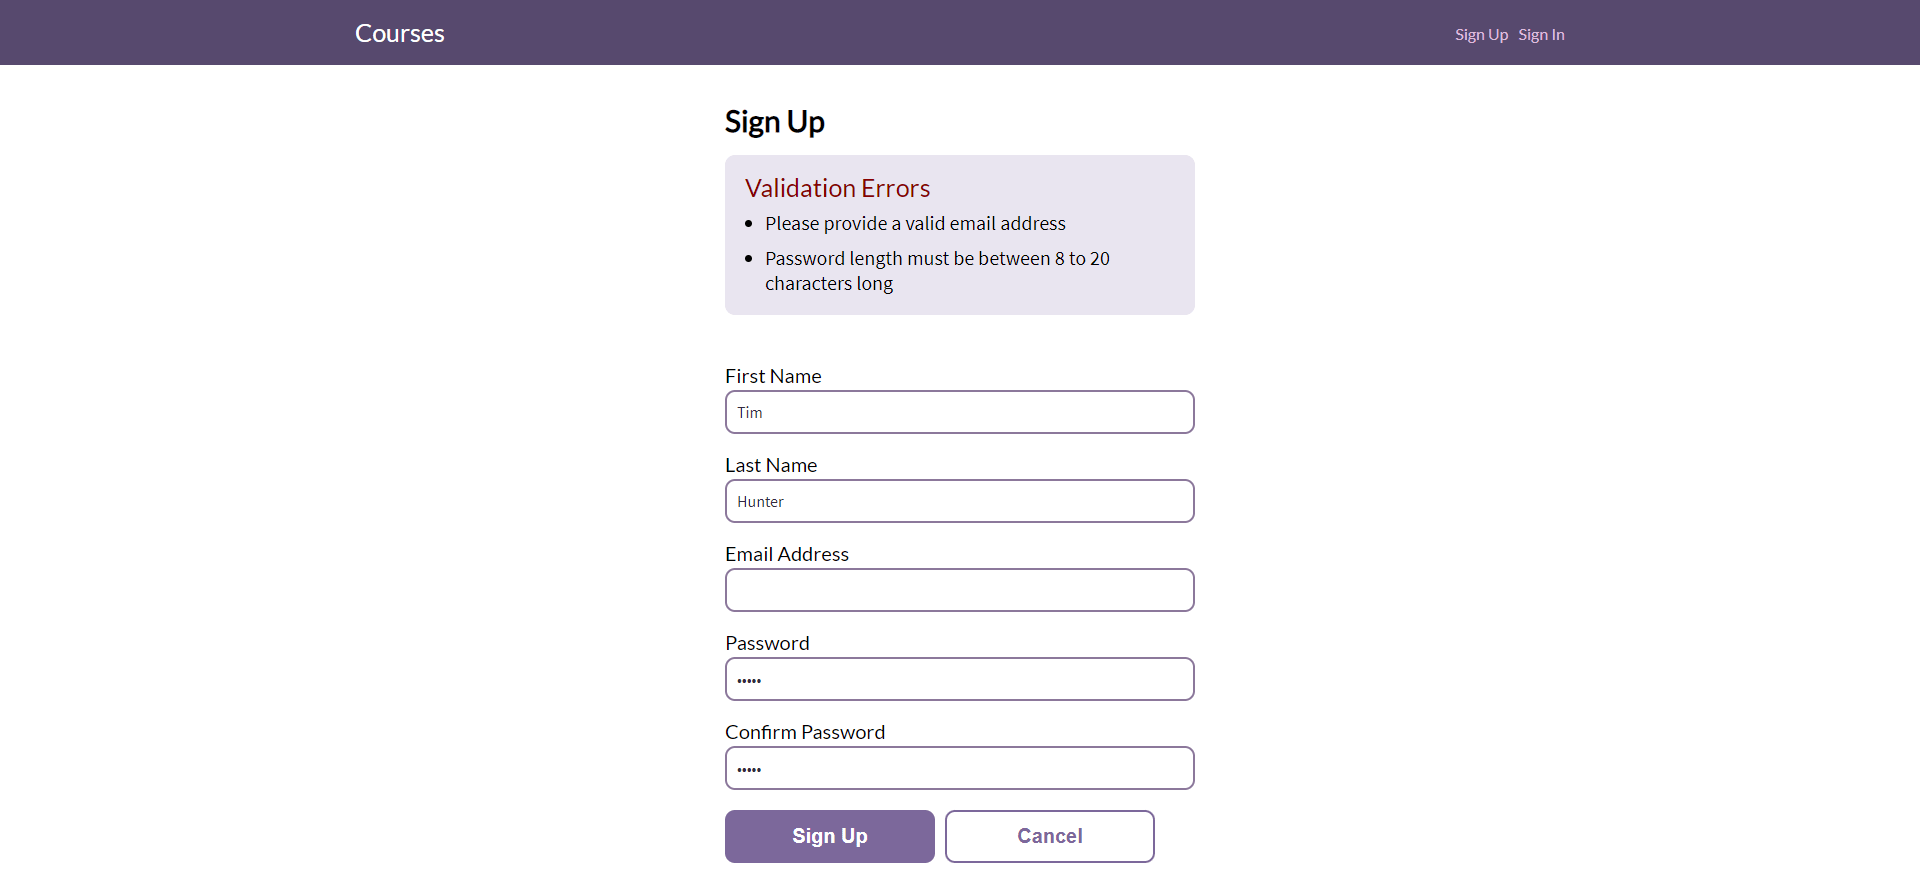 Courses
Sign Up Sign In
Sign Up
Validation Errors
• Please provide a valid email address
• Password length must be between 8 to 20
characters long
First Name
Tim
Last Name
Hunter
Email Address
Password
•••••
Confirm Password
•••••
Sign Up
Cancel